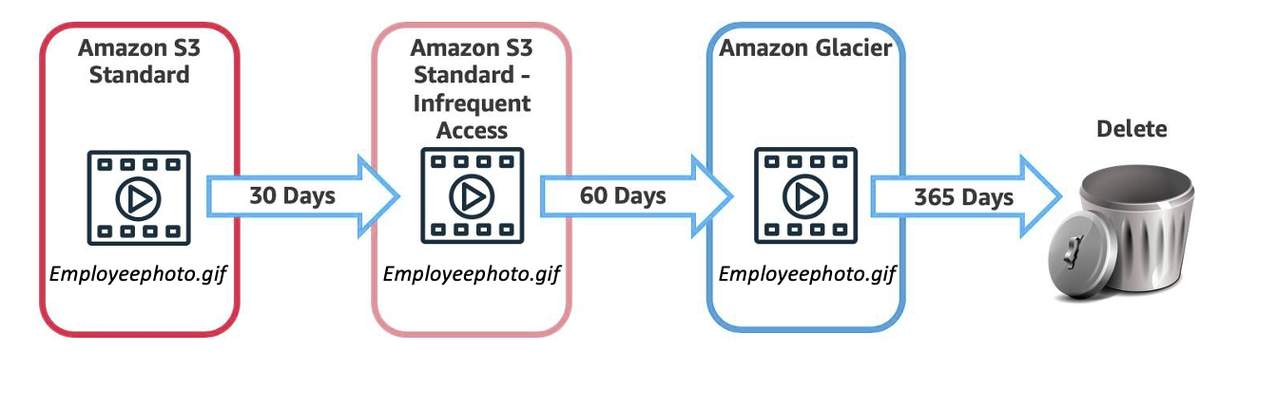 Amazon S3
Standard
Employeephoto.gif
30 Days
Amazon S3
Standard -
Infrequent
Access
Employeephoto.gif
60 Days
Amazon Glacier
Employeephoto.gif
365 Days
Delete